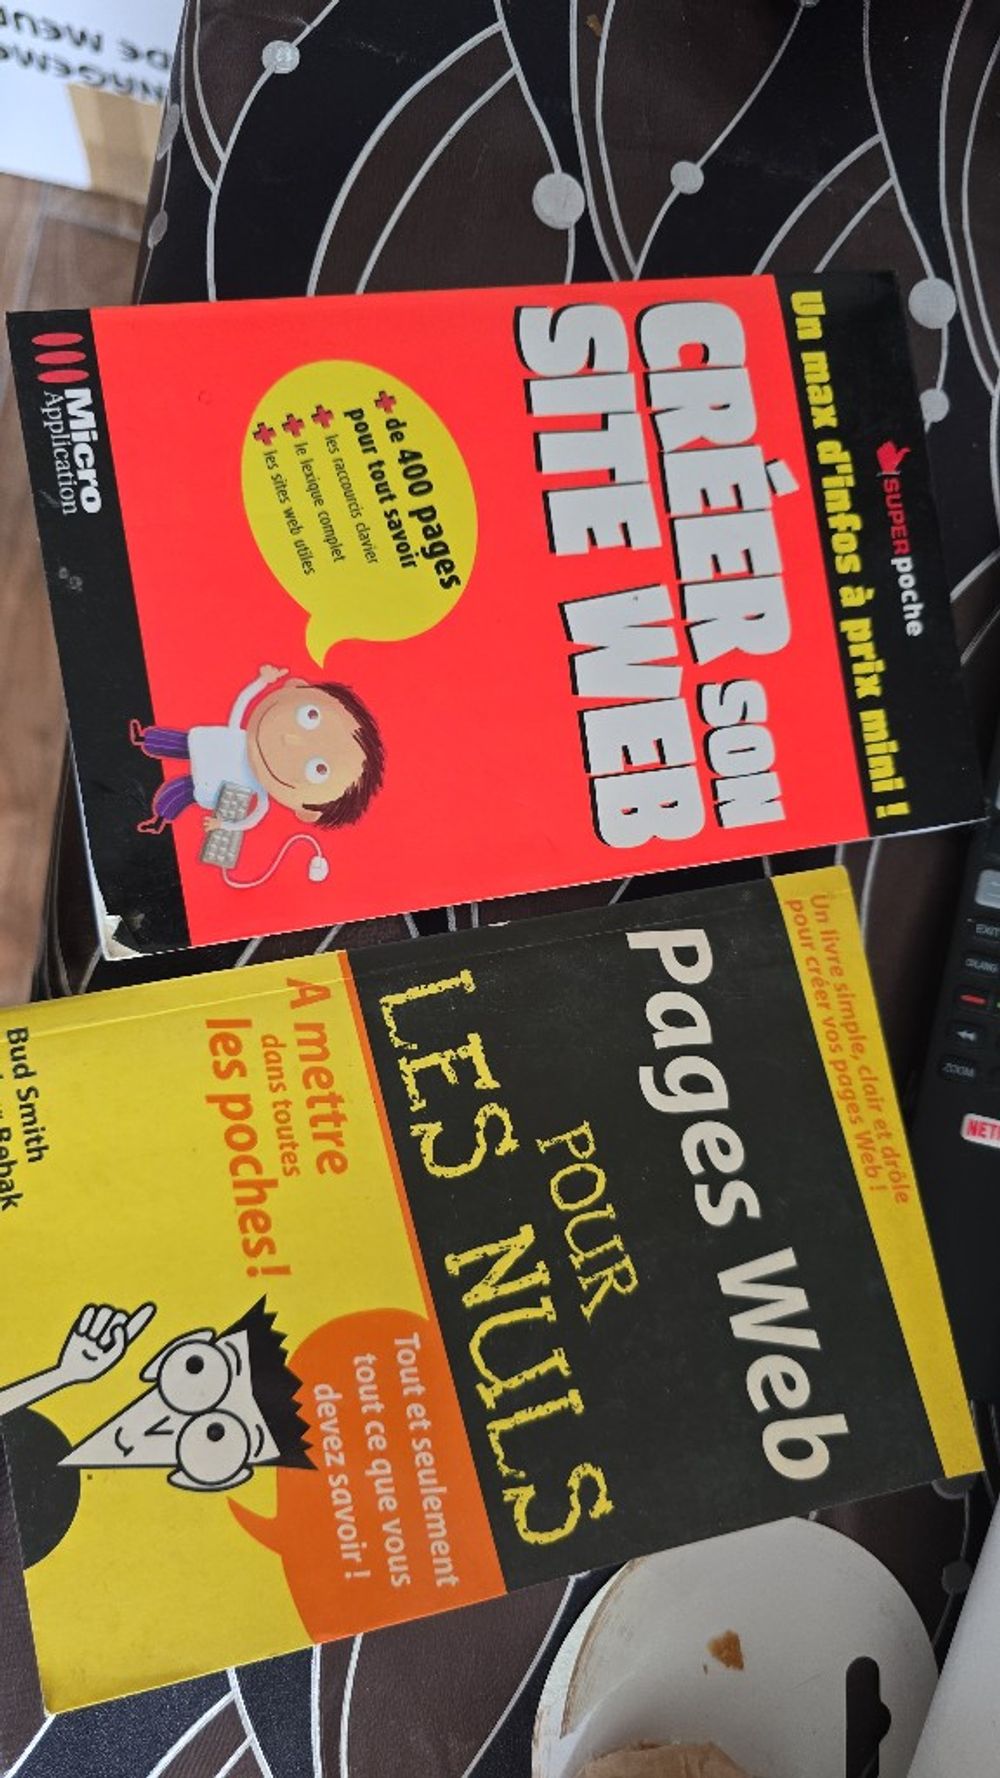 SUPERpoche
Un max d'infos à prix mini !
CRÉER SON
SITE WEB
+ de 400 pages
pour tout savoir
+ les raccourcis clavier
+ le lexique complet
+ les sites web utiles
Micro
Application
Un livre simple, clair et drôle
pour créer vos pages Web !
Pages Web
POUR
LES NULS
A mettre
dans toutes
les poches !
Tout et seulement
tout ce que vous
devez savoir !
Bud Smith
Bebak
EXIT
ZOOM
DE MEUB